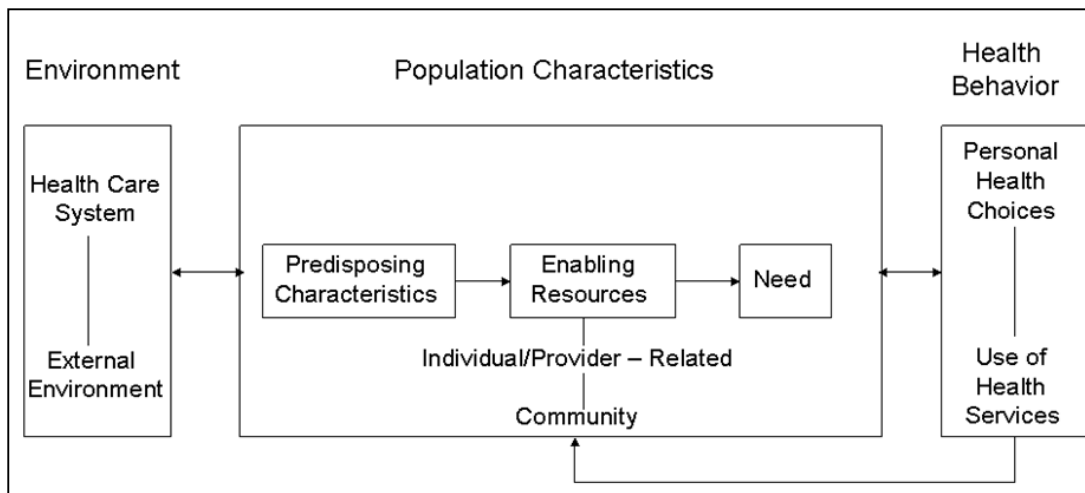 Environment
Population Characteristics
Health
Behavior
Health Care
System
External
Environment
Predisposing
Characteristics
Enabling
Resources
Need
Individual/Provider – Related
Community
Personal
Health
Choices
Use of
Health
Services